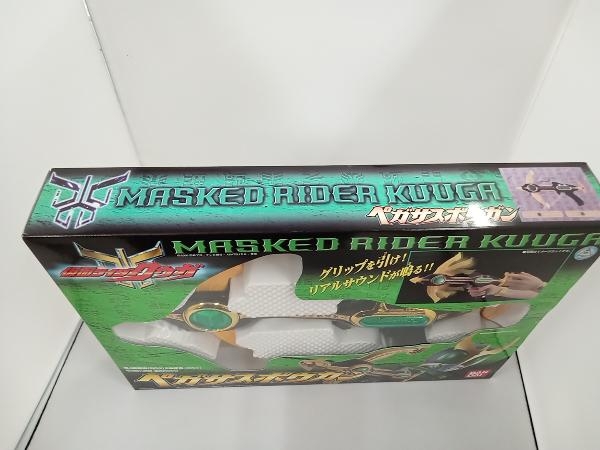 MASKED RIDER KUUGA
ペガサスボウガン
MASKED RIDER KUUGA
仮面ライダークウガ
グリップを引け!
リアルサウンドが鳴る!!
ペガサスボウガン
BANDAI